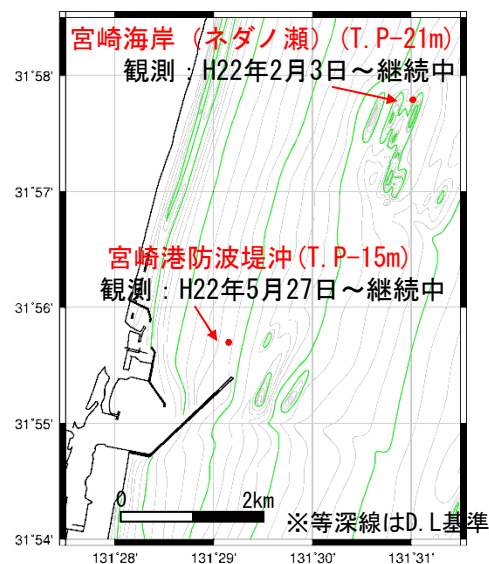 宮崎海岸（ネダノ瀬）(T.P-21m)
31°58'
観測：H22年2月3日～継続中
31°57'
宮崎港防波堤沖(T.P-15m)
観測：H22年5月27日～継続中
31°56'
31°55'
0 2km
※等深線はD.L基準
31°54'
131°28' 131°29' 131°30' 131°31'